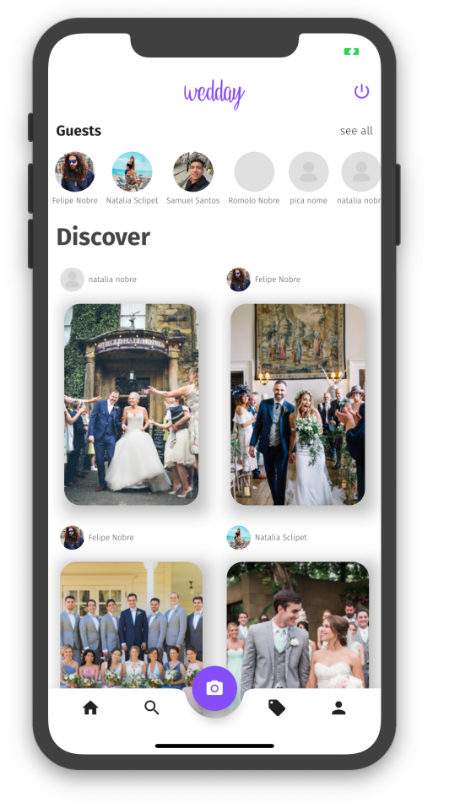 wedday
Guests
see all
Felipe Nobre
Natalia Sclipet
Samuel Santos
Romolo Nobre
pica nome
natalia nobr
Discover
natalia nobre
Felipe Nobre
Felipe Nobre
Natalia Sclipet